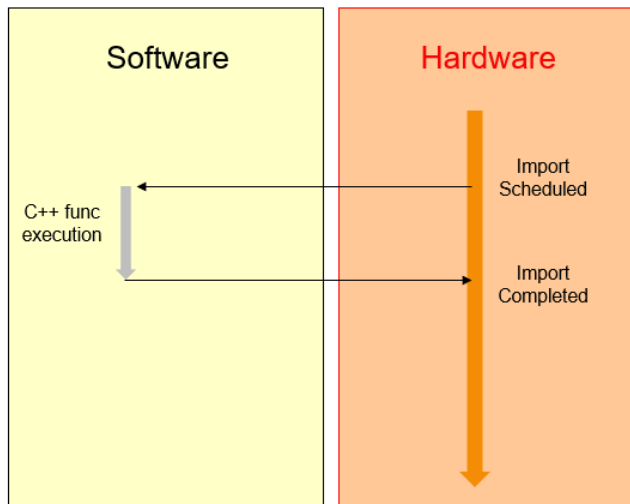 Software
Hardware
Import
Scheduled
C++ func
execution
Import
Completed